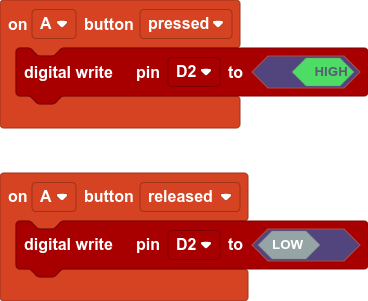 on A button pressed
digital write pin D2 to HIGH
on A button released
digital write pin D2 to LOW